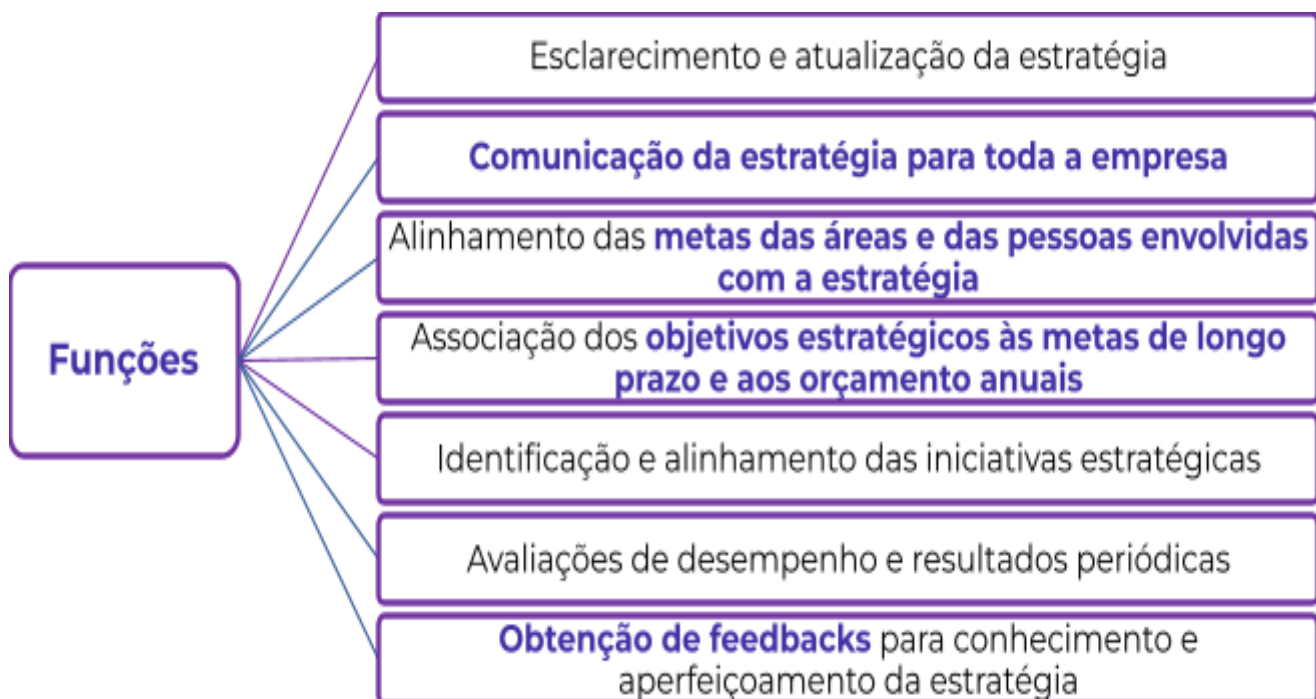 Funções
Esclarecimento e atualização da estratégia
Comunicação da estratégia para toda a empresa
Alinhamento das metas das áreas e das pessoas envolvidas
com a estratégia
Associação dos objetivos estratégicos às metas de longo
prazo e aos orçamento anuais
Identificação e alinhamento das iniciativas estratégicas
Avaliações de desempenho e resultados periódicas
Obtenção de feedbacks para conhecimento e
aperfeiçoamento da estratégia